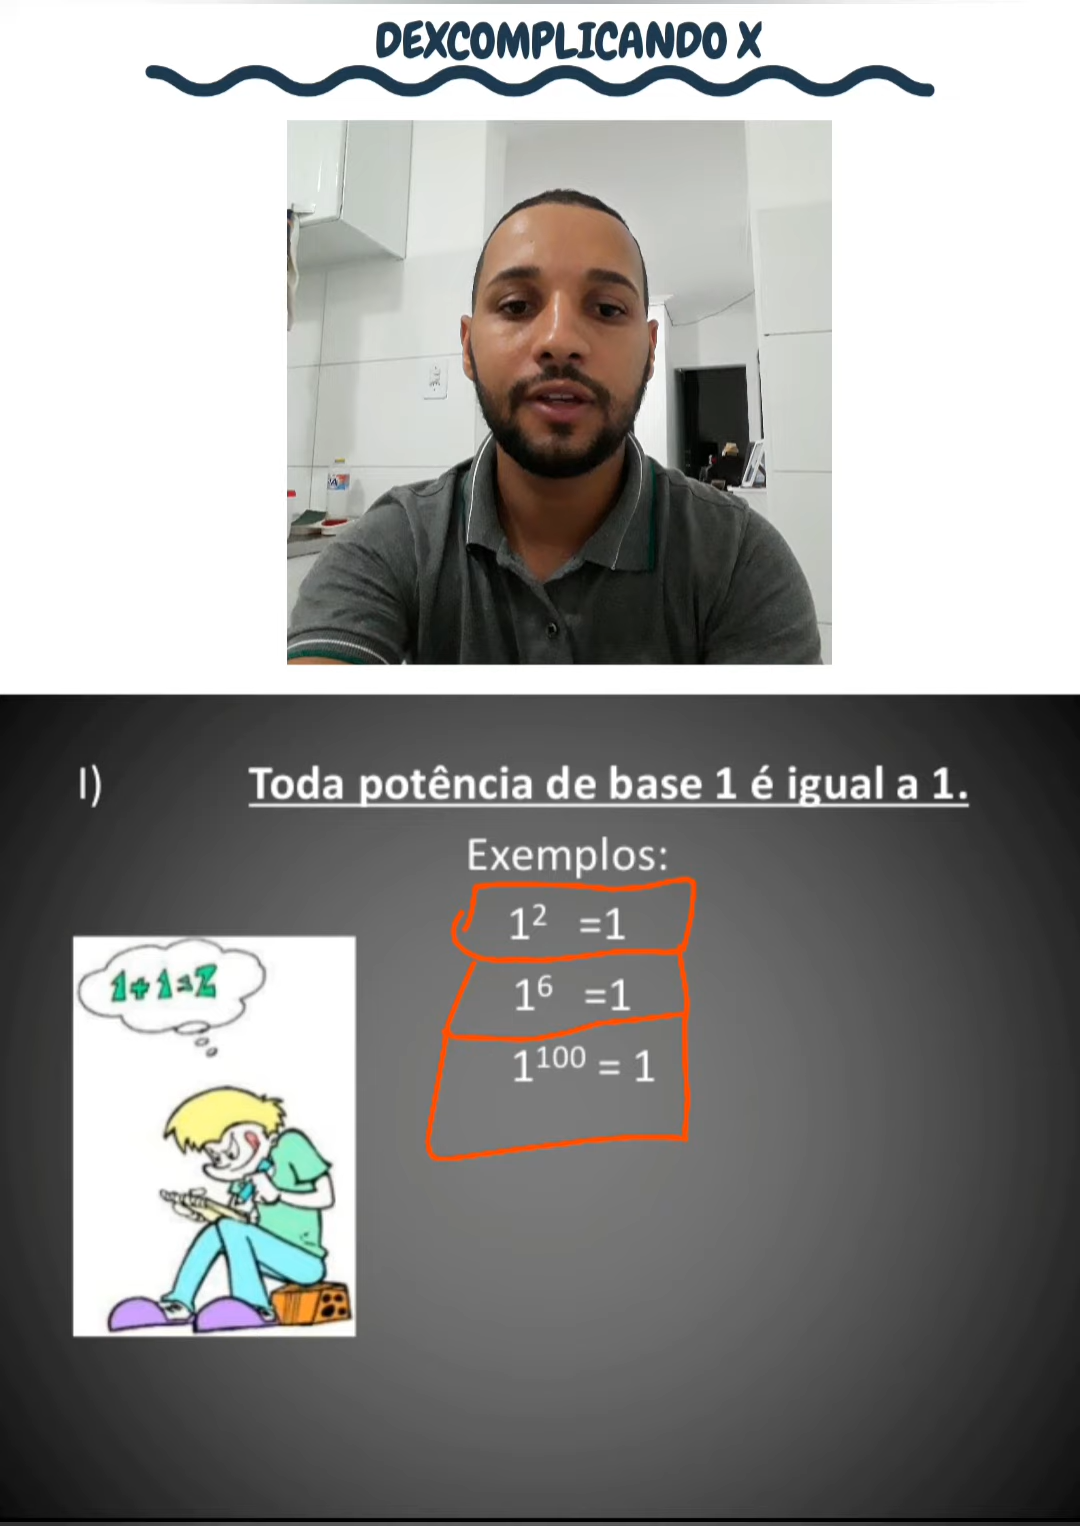 DEXCOMPLICANDO X
I) Toda potência de base 1 é igual a 1.
Exemplos:
1² =1
1⁶ =1
1¹⁰⁰ = 1
1+1=2